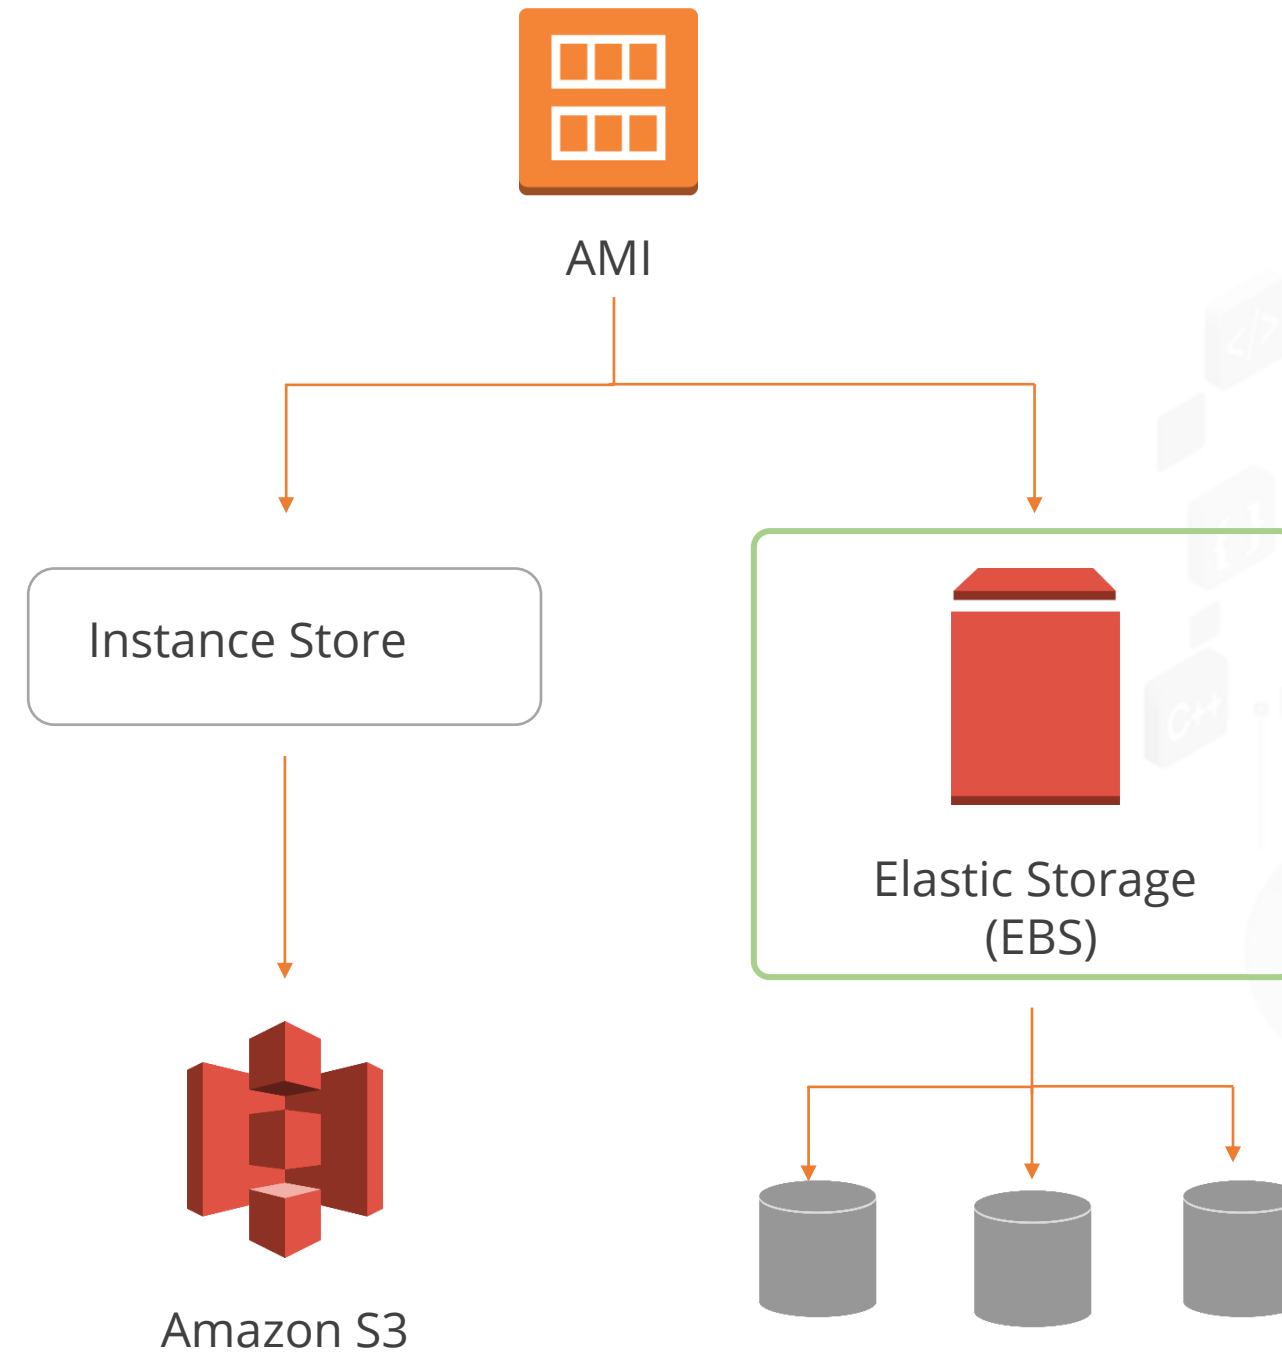 AMI
Instance Store
Elastic Storage
(EBS)
Amazon S3
</>
{ }
C++